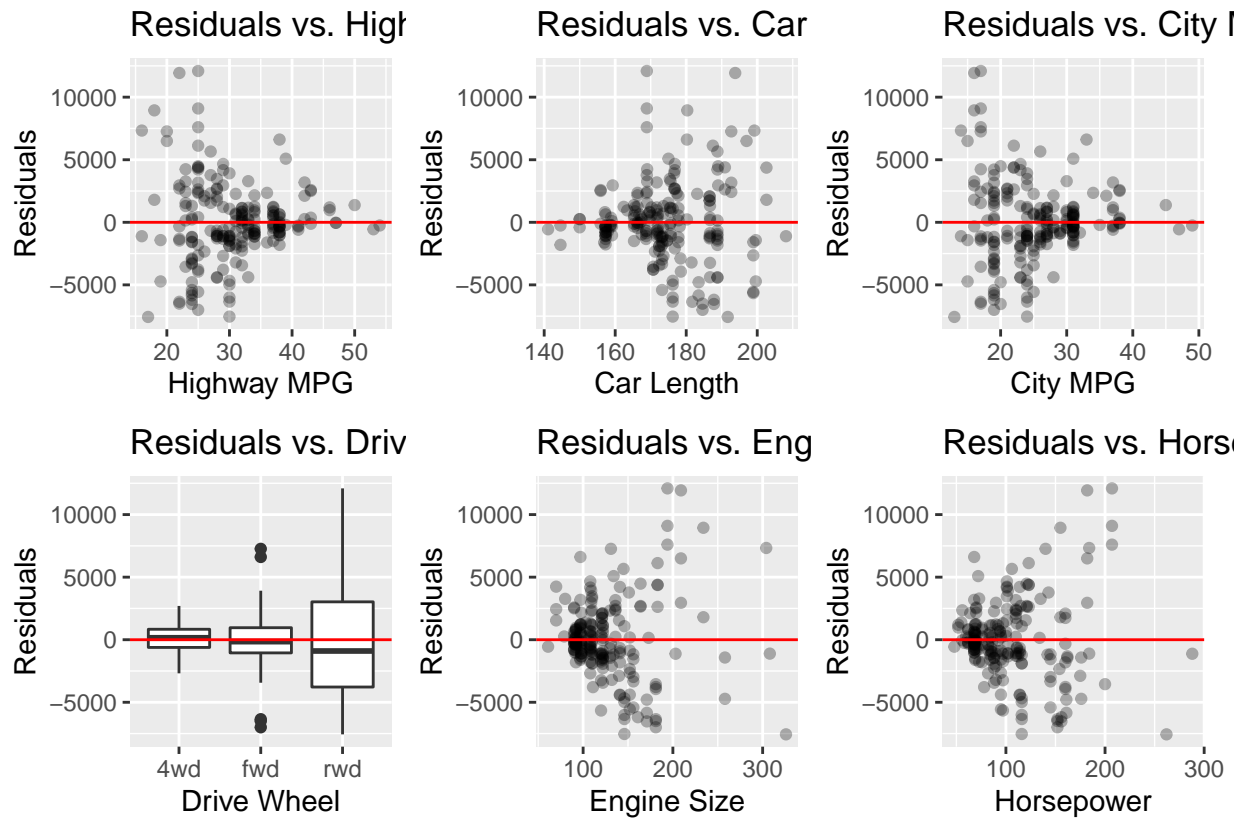 Residuals vs. High
10000
5000
0
−5000
Residuals
20 30 40 50
Highway MPG
Residuals vs. Car
10000
5000
0
−5000
Residuals
140 160 180 200
Car Length
Residuals vs. City M
10000
5000
0
−5000
Residuals
20 30 40 50
City MPG
Residuals vs. Driv
10000
5000
0
−5000
Residuals
4wd fwd rwd
Drive Wheel
Residuals vs. Eng
10000
5000
0
−5000
Residuals
100 200 300
Engine Size
Residuals vs. Horse
10000
5000
0
−5000
Residuals
100 200 300
Horsepower